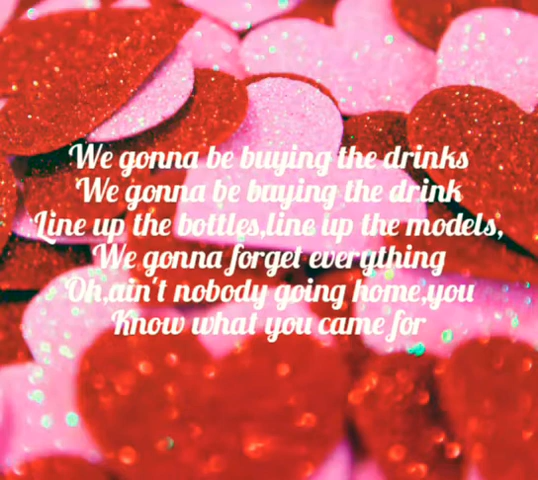 We gonna be buying the drinks
We gonna be baying the drink
Line up the bottles,line up the models,
We gonna forget everything
Oh,ain't nobody going home,you
Know what you came for